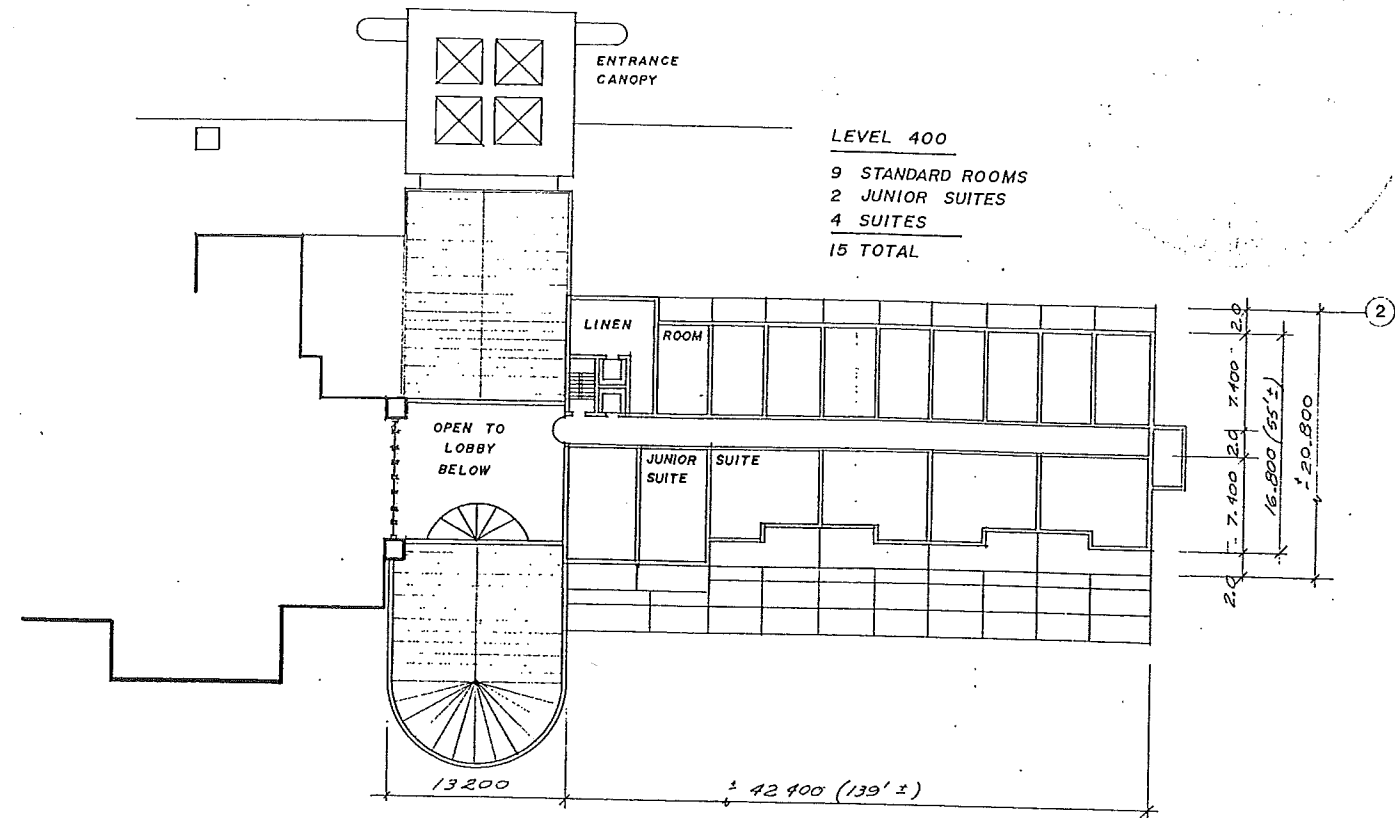 ENTRANCE
CANOPY
LEVEL 400
9 STANDARD ROOMS
2 JUNIOR SUITES
4 SUITES
15 TOTAL
LINEN
ROOM
2
OPEN TO
LOBBY
BELOW
JUNIOR
SUITE
SUITE
2.0
7.400
2.0
7.400
2.0
16.800 (55'±)
± 20.800
13200
± 42 400 (139' ±)